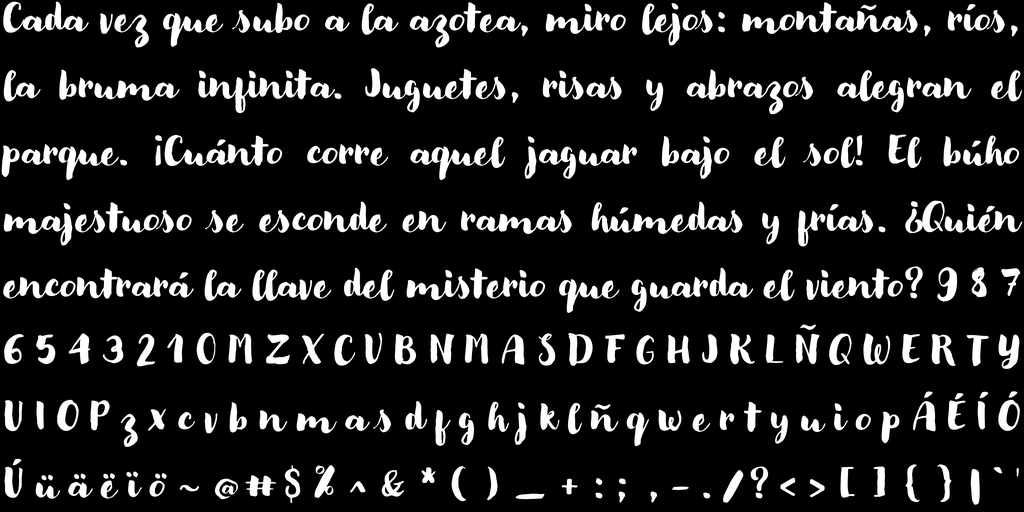 Cada vez que subo a la azotea, miro lejos: montañas, ríos,
la bruma infinita. Juguetes, risas y abrazos alegran el
parque. ¡Cuánto corre aquel jaguar bajo el sol! El búho
majestuoso se esconde en ramas húmedas y frías. ¿Quién
encontrará la llave del misterio que guarda el viento? 9 8 7
6 5 4 3 2 1 0 M Z X C V B N M A S D F G H J K L Ñ Q W E R T Y
U I O P z x c v b n m a s d f g h j k l ñ q w e r t y u i o p Á É Í Ó
Ú ü ä ë ï ö ~ @ # $ % ^ & * ( ) _ + : ; , - . / ? < > [ ] { } | ` '